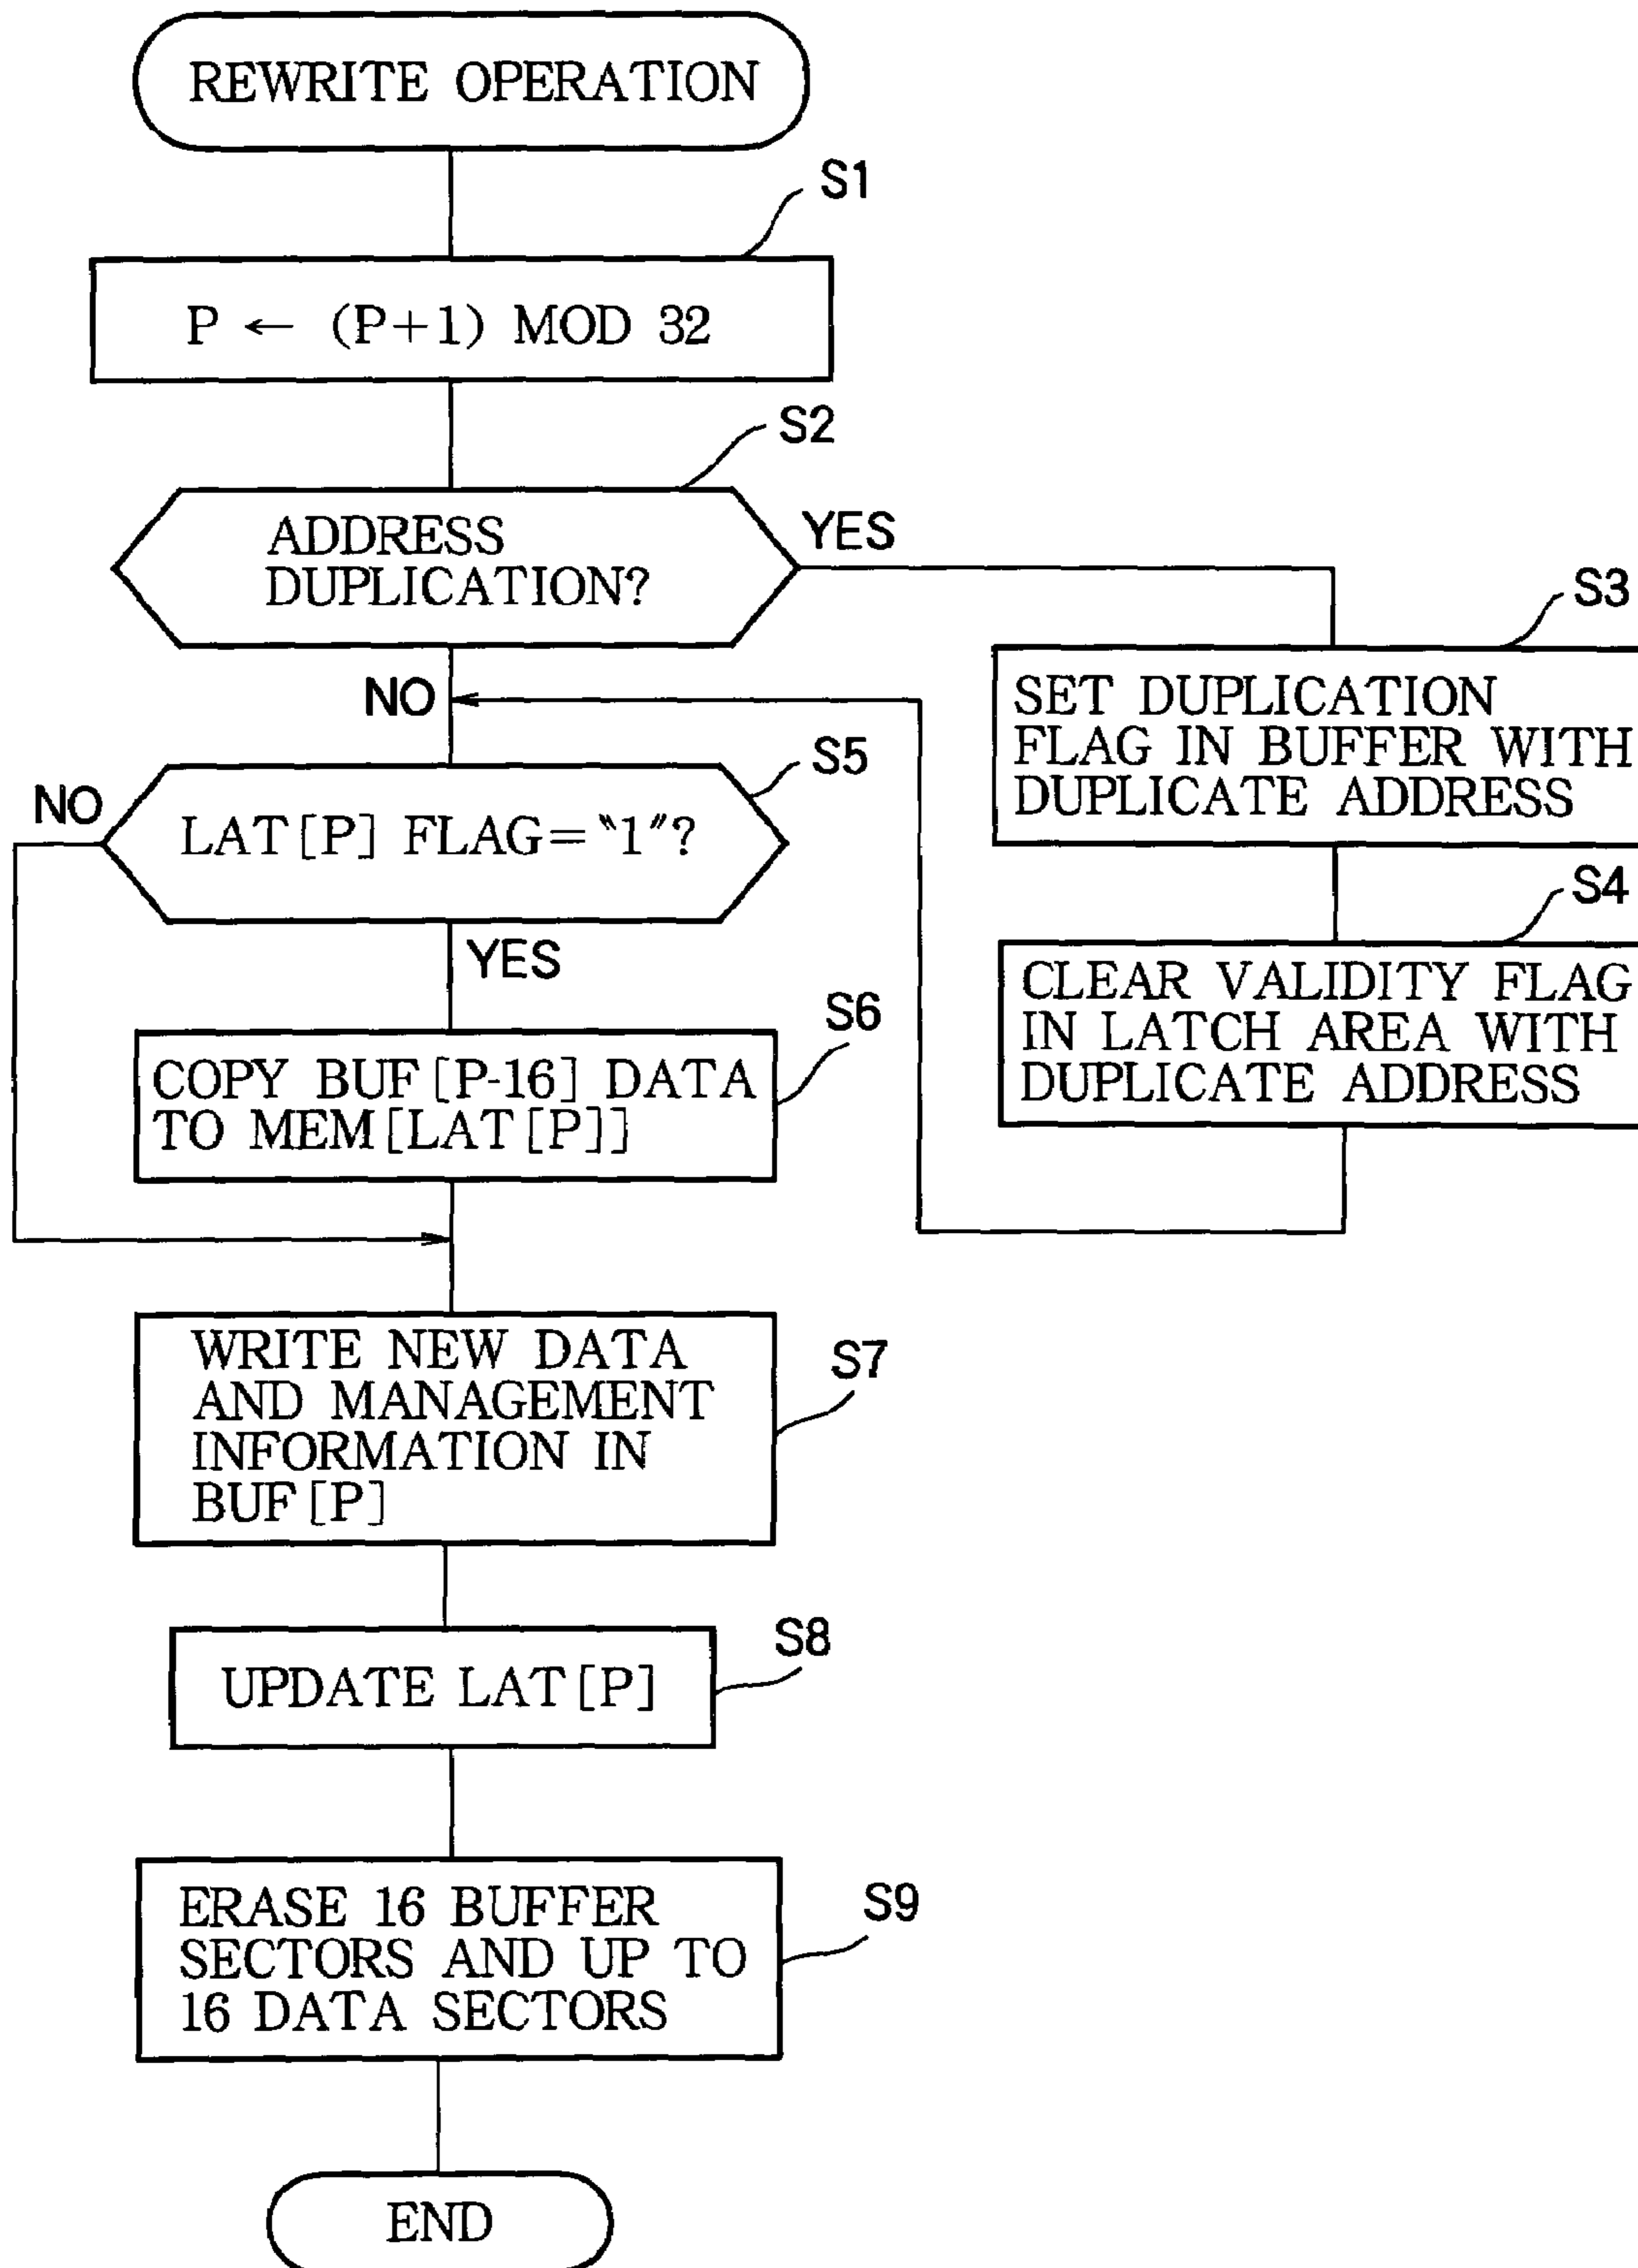 REWRITE OPERATION
S1
P ← (P+1) MOD 32
S2
ADDRESS
DUPLICATION?
YES
NO
S3
SET DUPLICATION
FLAG IN BUFFER WITH
DUPLICATE ADDRESS
S4
CLEAR VALIDITY FLAG
IN LATCH AREA WITH
DUPLICATE ADDRESS
S5
NO
LAT[P] FLAG=“1”?
YES
S6
COPY BUF[P-16] DATA
TO MEM[LAT[P]]
S7
WRITE NEW DATA
AND MANAGEMENT
INFORMATION IN
BUF[P]
S8
UPDATE LAT[P]
S9
ERASE 16 BUFFER
SECTORS AND UP TO
16 DATA SECTORS
END